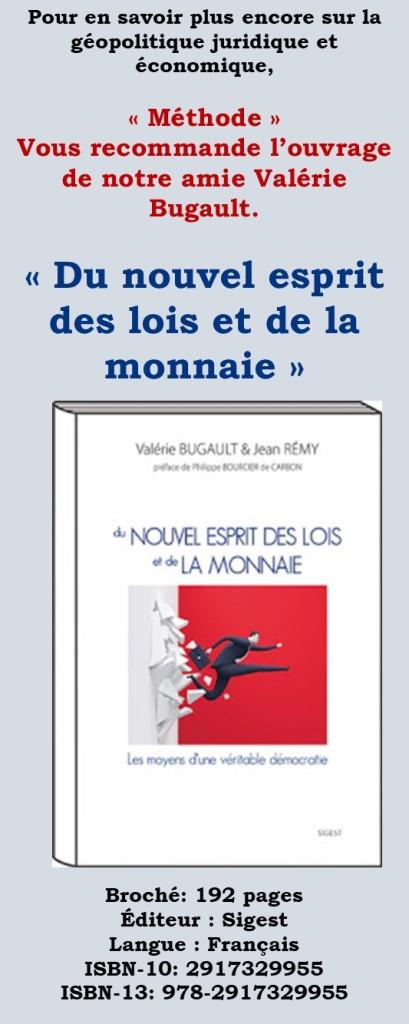 Pour en savoir plus encore sur la
géopolitique juridique et
économique,
« Méthode »
Vous recommande l’ouvrage
de notre amie Valérie
Bugault.
« Du nouvel esprit
des lois et de la
monnaie »
Valérie BUGAULT & Jean RÉMY
préface de Philippe BOURCIER de CARBON
du NOUVEL ESPRIT DES LOIS
et de LA MONNAIE
Les moyens d'une véritable démocratie
SIGEST
Broché: 192 pages
Éditeur : Sigest
Langue : Français
ISBN-10: 2917329955
ISBN-13: 978-2917329955